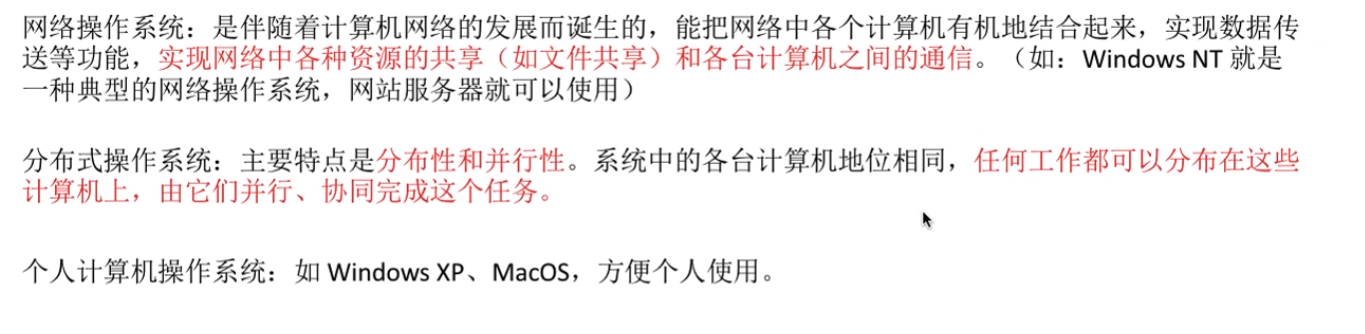 网络操作系统：是伴随着计算机网络的发展而诞生的，能把网络中各个计算机有机地结合起来，实现数据传
送等功能，实现网络中各种资源的共享（如文件共享）和各台计算机之间的通信。（如：Windows NT 就是
一种典型的网络操作系统，网站服务器就可以使用）
分布式操作系统：主要特点是分布性和并行性。系统中的各台计算机地位相同，任何工作都可以分布在这些
计算机上，由它们并行、协同完成这个任务。
个人计算机操作系统：如 Windows XP、MacOS，方便个人使用。